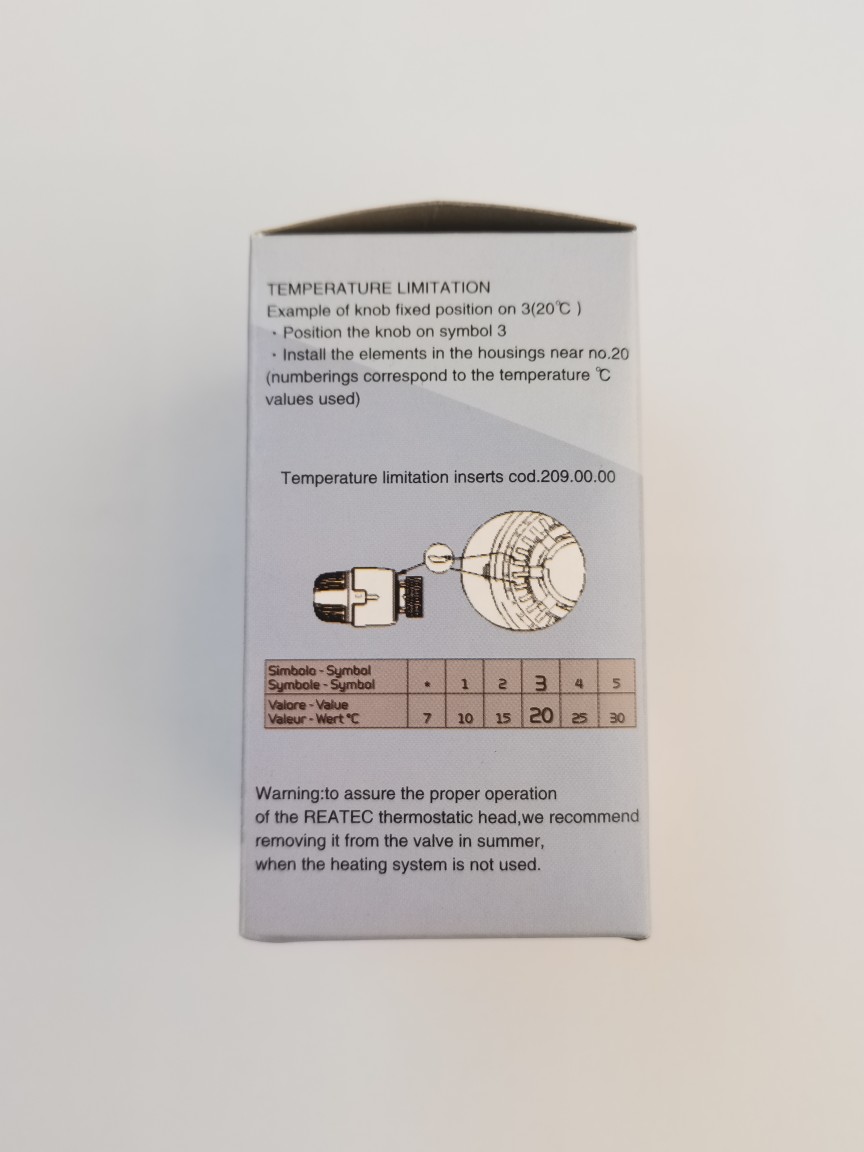 TEMPERATURE LIMITATION
Example of knob fixed position on 3(20℃ )
· Position the knob on symbol 3
· Install the elements in the housings near no.20
(numberings correspond to the temperature ℃
values used)
Temperature limitation inserts cod.209.00.00
Simbolo - Symbol
Symbole - Symbol * 1 2 3 4 5
Valore - Value
Valeur - Wert °C 7 10 15 20 25 30
Warning:to assure the proper operation
of the REATEC thermostatic head,we recommend
removing it from the valve in summer,
when the heating system is not used.